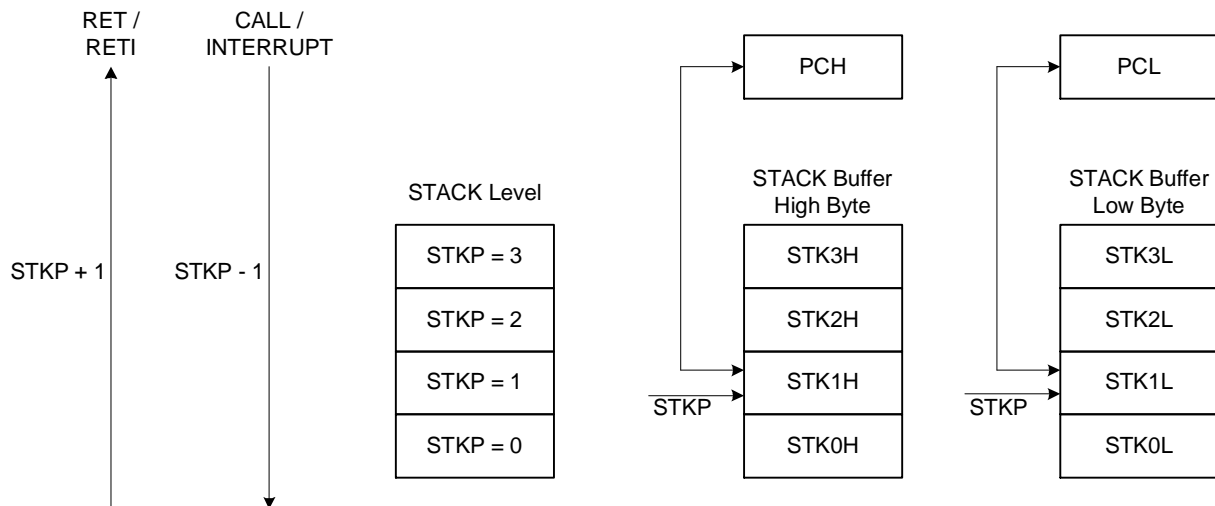 RET /
RETI
CALL /
INTERRUPT
PCH
PCL
STACK Level
STACK Buffer
High Byte
STACK Buffer
Low Byte
STKP + 1
STKP - 1
STKP = 3
STK3H
STK3L
STKP = 2
STK2H
STK2L
STKP = 1
STK1H
STK1L
STKP
STKP
STKP = 0
STK0H
STK0L